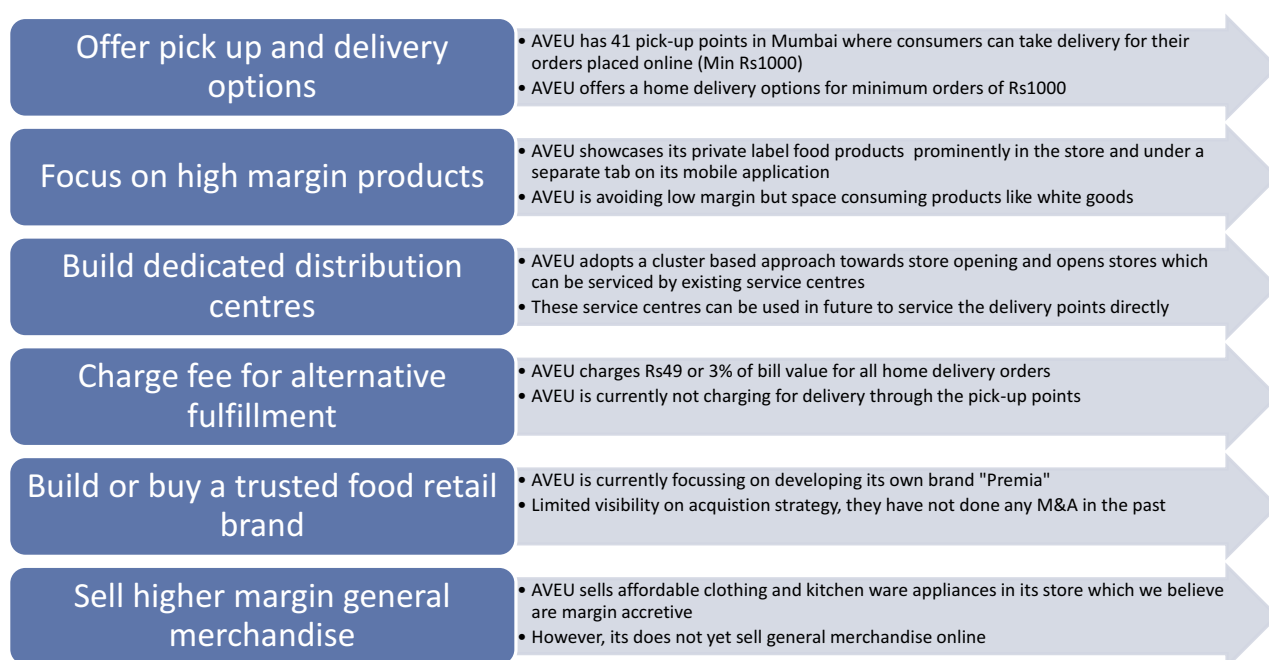 Offer pick up and delivery
options
• AVEU has 41 pick-up points in Mumbai where consumers can take delivery for their
orders placed online (Min Rs1000)
• AVEU offers a home delivery options for minimum orders of Rs1000
Focus on high margin products
• AVEU showcases its private label food products prominently in the store and under a
separate tab on its mobile application
• AVEU is avoiding low margin but space consuming products like white goods
Build dedicated distribution
centres
• AVEU adopts a cluster based approach towards store opening and opens stores which
can be serviced by existing service centres
• These service centres can be used in future to service the delivery points directly
Charge fee for alternative
fulfillment
• AVEU charges Rs49 or 3% of bill value for all home delivery orders
• AVEU is currently not charging for delivery through the pick-up points
Build or buy a trusted food retail
brand
• AVEU is currently focussing on developing its own brand "Premia"
• Limited visibility on acquistion strategy, they have not done any M&A in the past
Sell higher margin general
merchandise
• AVEU sells affordable clothing and kitchen ware appliances in its store which we believe
are margin accretive
• However, its does not yet sell general merchandise online